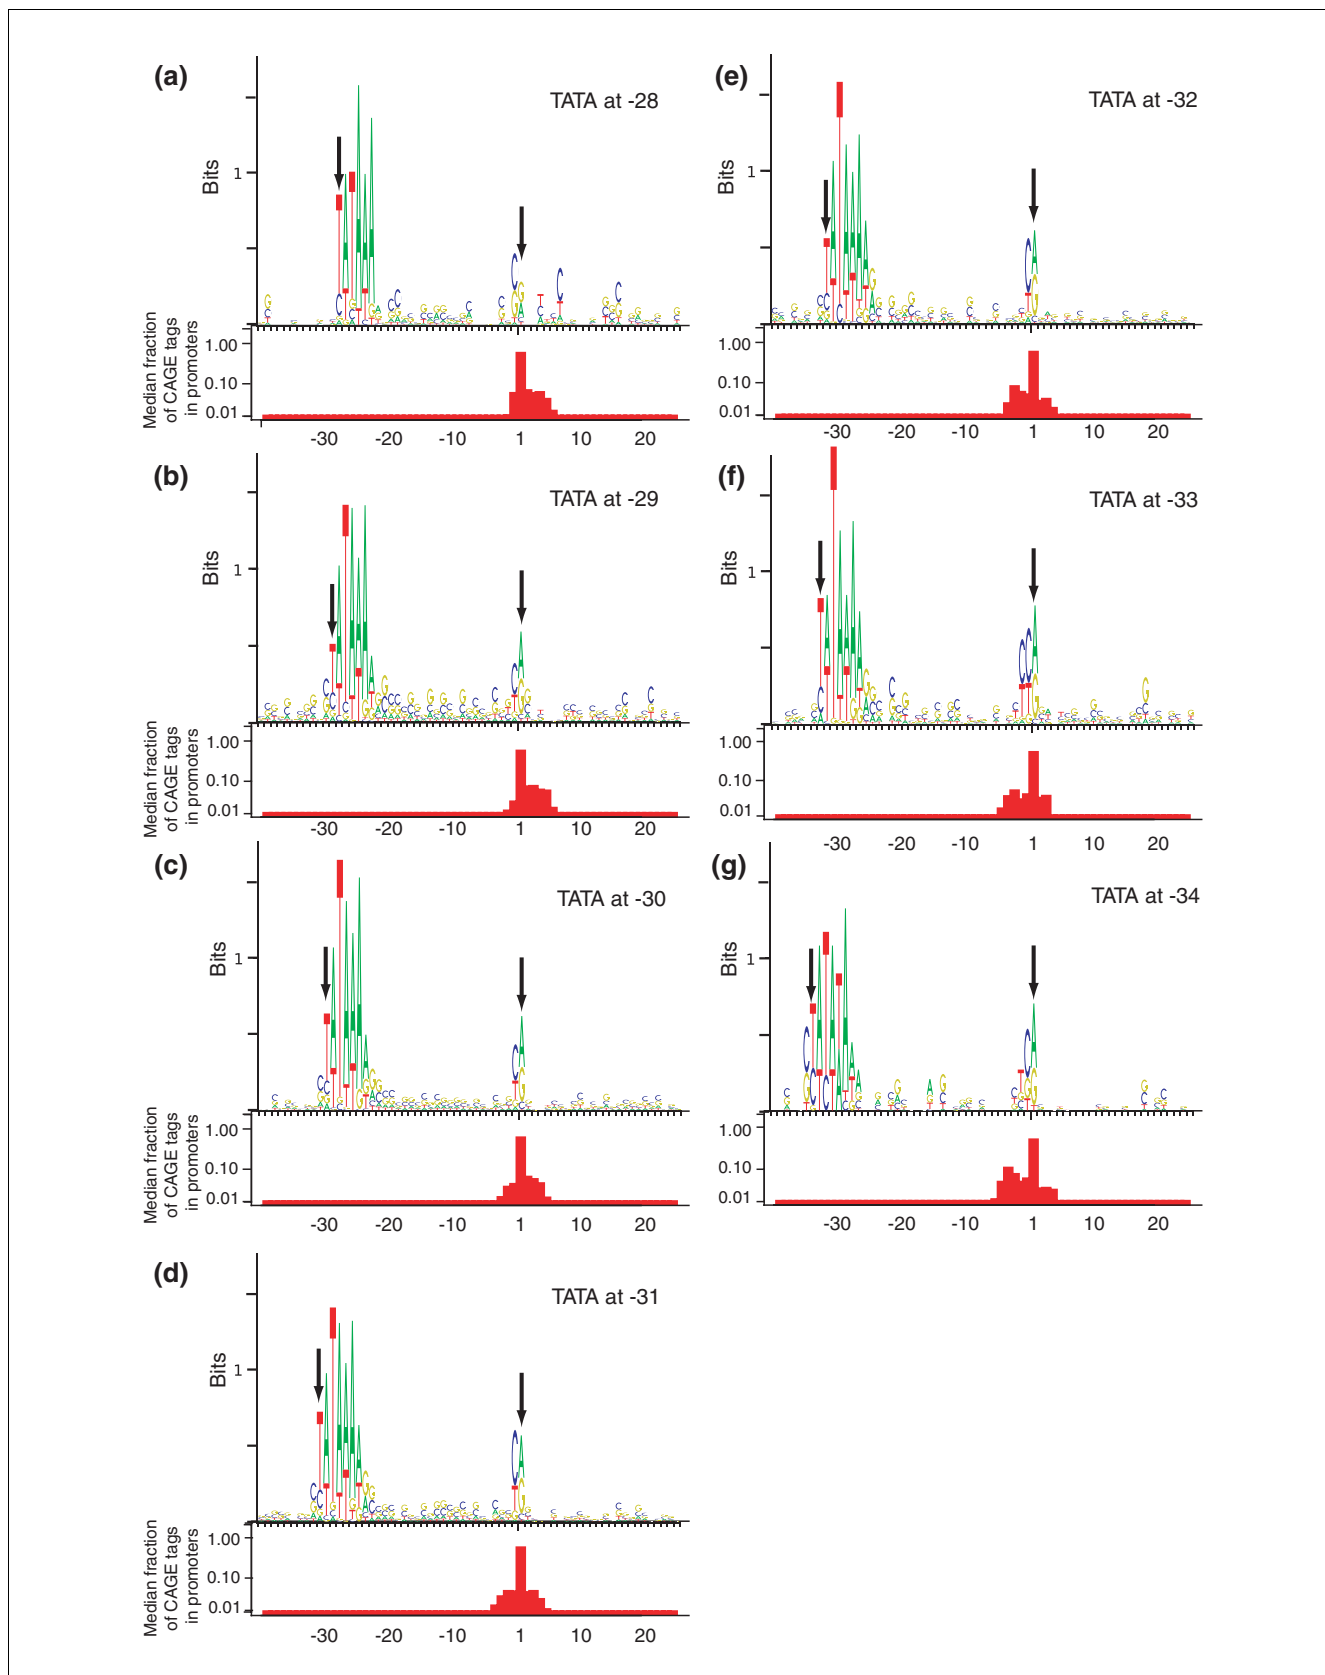 (a)
TATA at -28
Bits
1
Median fraction
of CAGE tags
in promoters
1.00
0.10
0.01
-30 -20 -10 1 10 20
(b)
TATA at -29
Bits
1
Median fraction
of CAGE tags
in promoters
1.00
0.10
0.01
-30 -20 -10 1 10 20
(c)
TATA at -30
Bits
1
Median fraction
of CAGE tags
in promoters
1.00
0.10
0.01
-30 -20 -10 1 10 20
(d)
TATA at -31
Bits
1
Median fraction
of CAGE tags
in promoters
1.00
0.10
0.01
-30 -20 -10 1 10 20
(e)
TATA at -32
Bits
1
1.00
0.10
0.01
-30 -20 -10 1 10 20
(f)
TATA at -33
Bits
1
1.00
0.10
0.01
-30 -20 -10 1 10 20
(g)
TATA at -34
Bits
1
1.00
0.10
0.01
-30 -20 -10 1 10 20